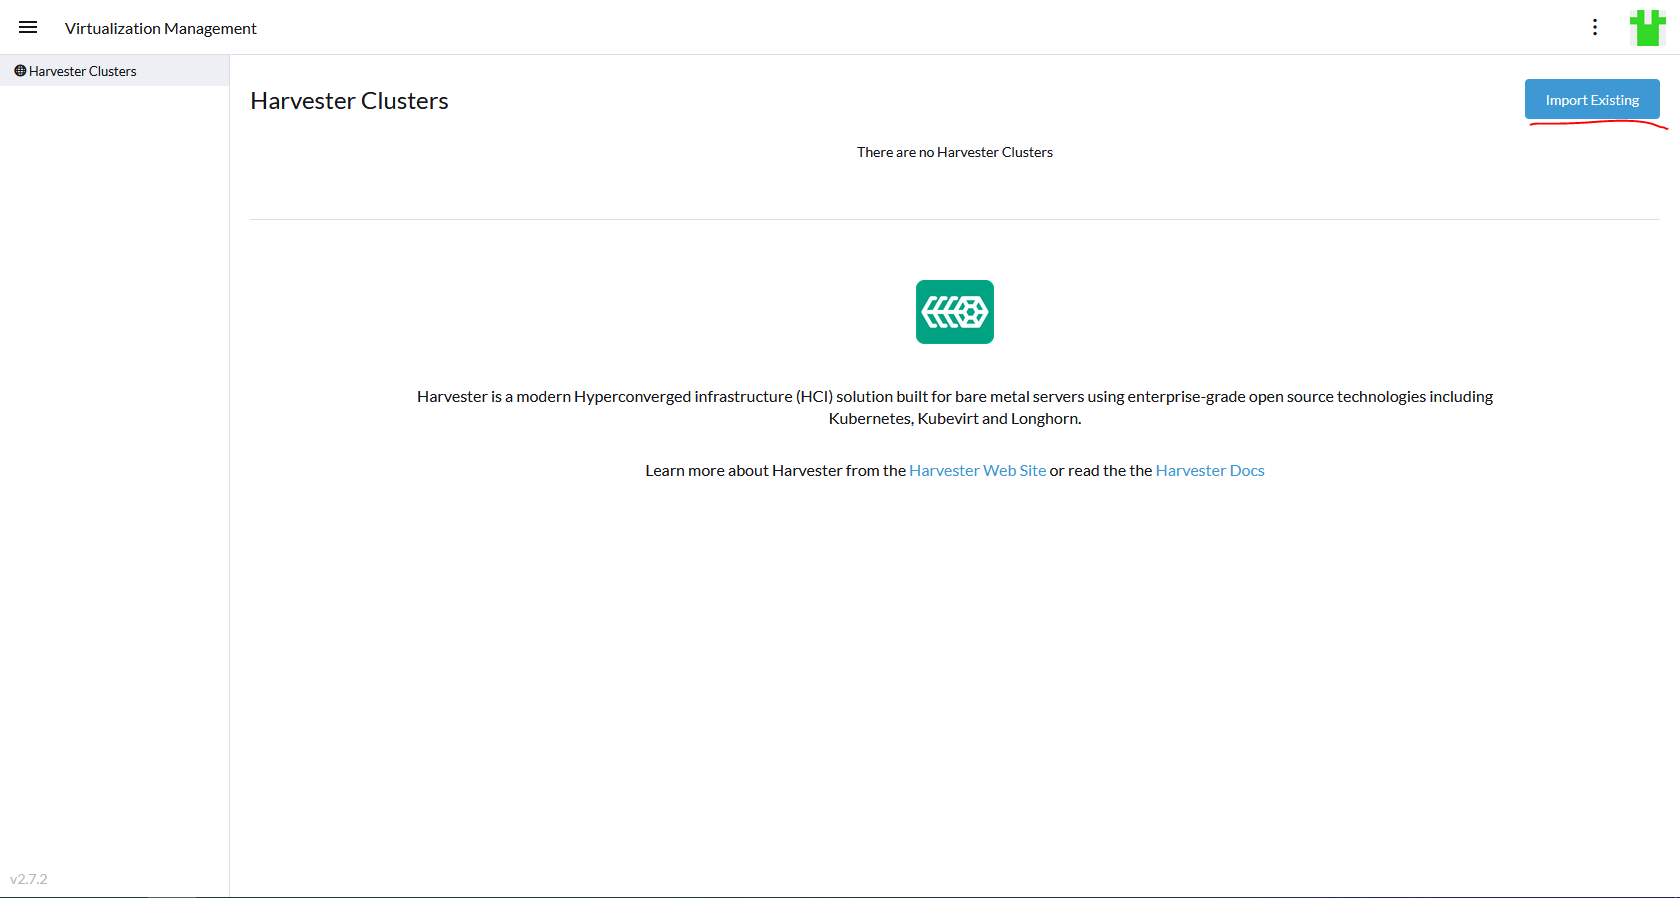 Virtualization Management
Harvester Clusters
Harvester Clusters
Import Existing
There are no Harvester Clusters
Harvester is a modern Hyperconverged infrastructure (HCI) solution built for bare metal servers using enterprise-grade open source technologies including
Kubernetes, Kubevirt and Longhorn.
Learn more about Harvester from the Harvester Web Site or read the the Harvester Docs
v2.7.2